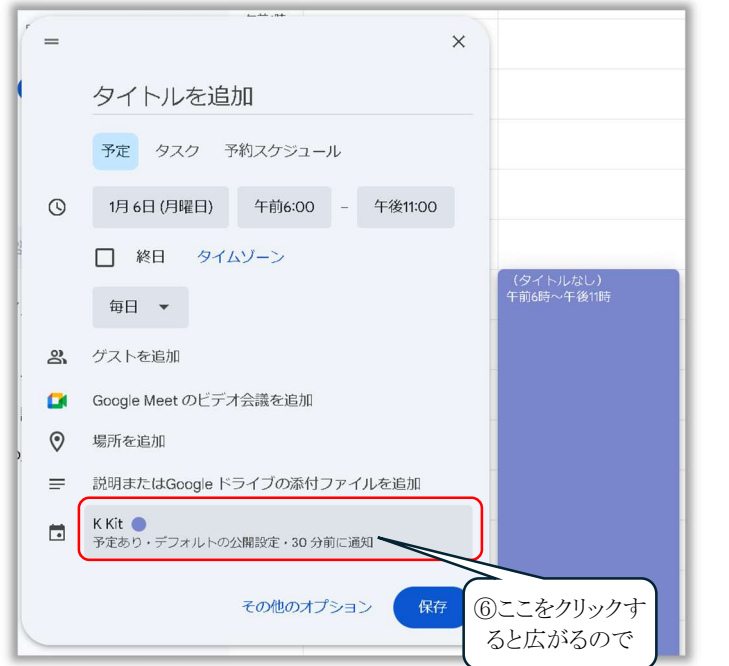 タイトルを追加
予定 タスク 予約スケジュール
1月 6日 (月曜日) 午前6:00 – 午後11:00
終日 タイムゾーン
(タイトルなし)
午前6時～午後11時
毎日
ゲストを追加
Google Meet のビデオ会議を追加
場所を追加
説明またはGoogle ドライブの添付ファイルを追加
K Kit
予定あり・デフォルトの公開設定・30 分前に通知
その他のオプション 保存
⑥ここをクリックす
ると広がるので